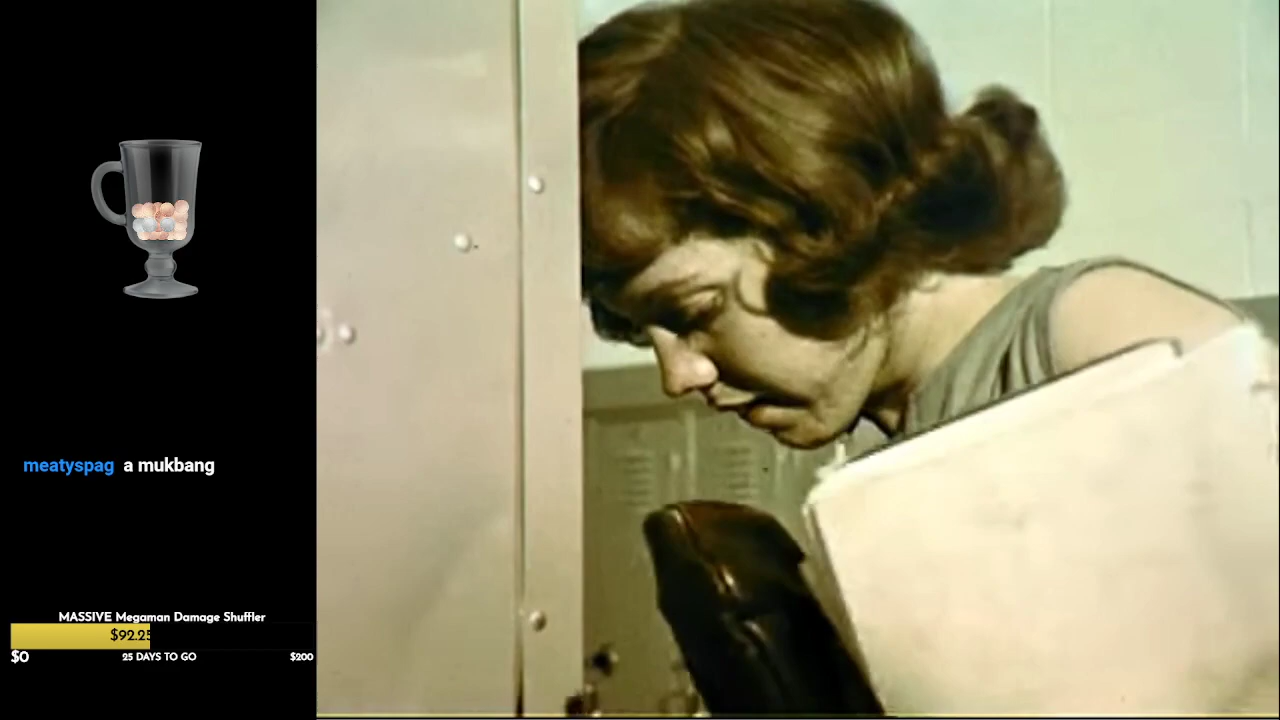 meatyspag a mukbang
MASSIVE Megaman Damage Shuffler
$92.25
$0 25 DAYS TO GO $200